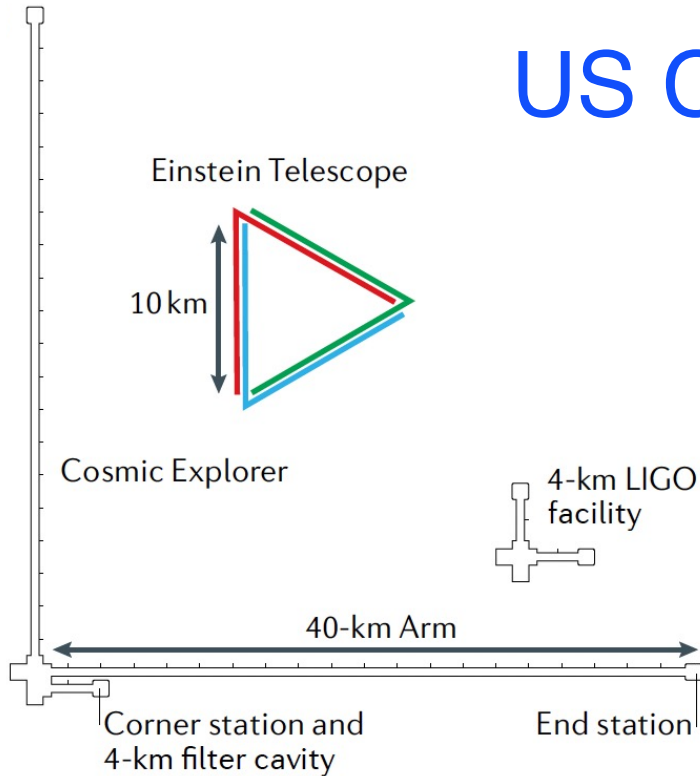 US
Einstein Telescope
10 km
Cosmic Explorer
4-km LIGO
facility
40-km Arm
Corner station and
4-km filter cavity
End station